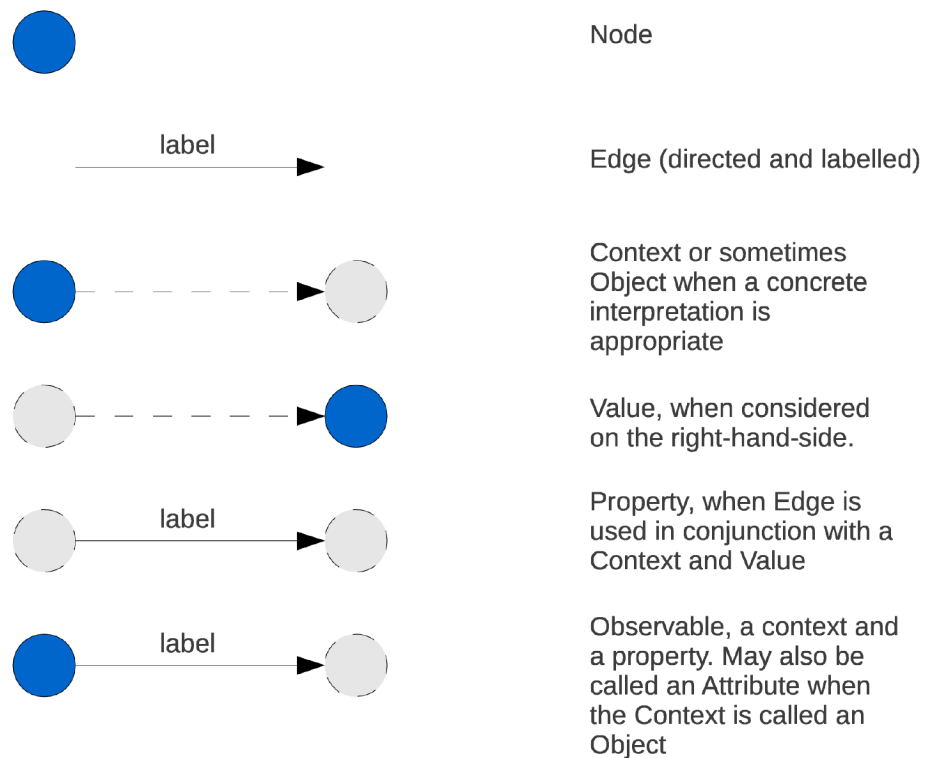 Node
label
Edge (directed and labelled)
Context or sometimes
Object when a concrete
interpretation is
appropriate
Value, when considered
on the right-hand-side.
label
Property, when Edge is
used in conjunction with a
Context and Value
label
Observable, a context and
a property. May also be
called an Attribute when
the Context is called an
Object